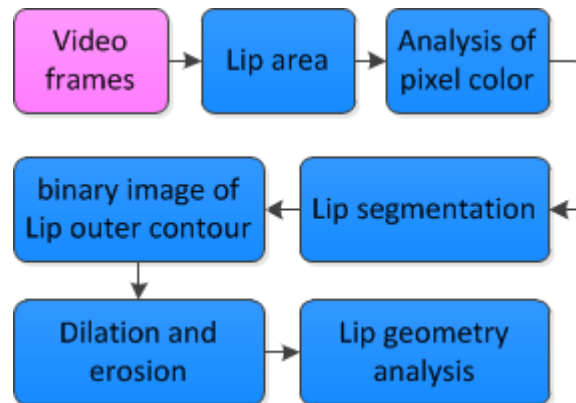 Video
frames
Lip area
Analysis of
pixel color
binary image of
Lip outer contour
Lip segmentation
Dilation and
erosion
Lip geometry
analysis